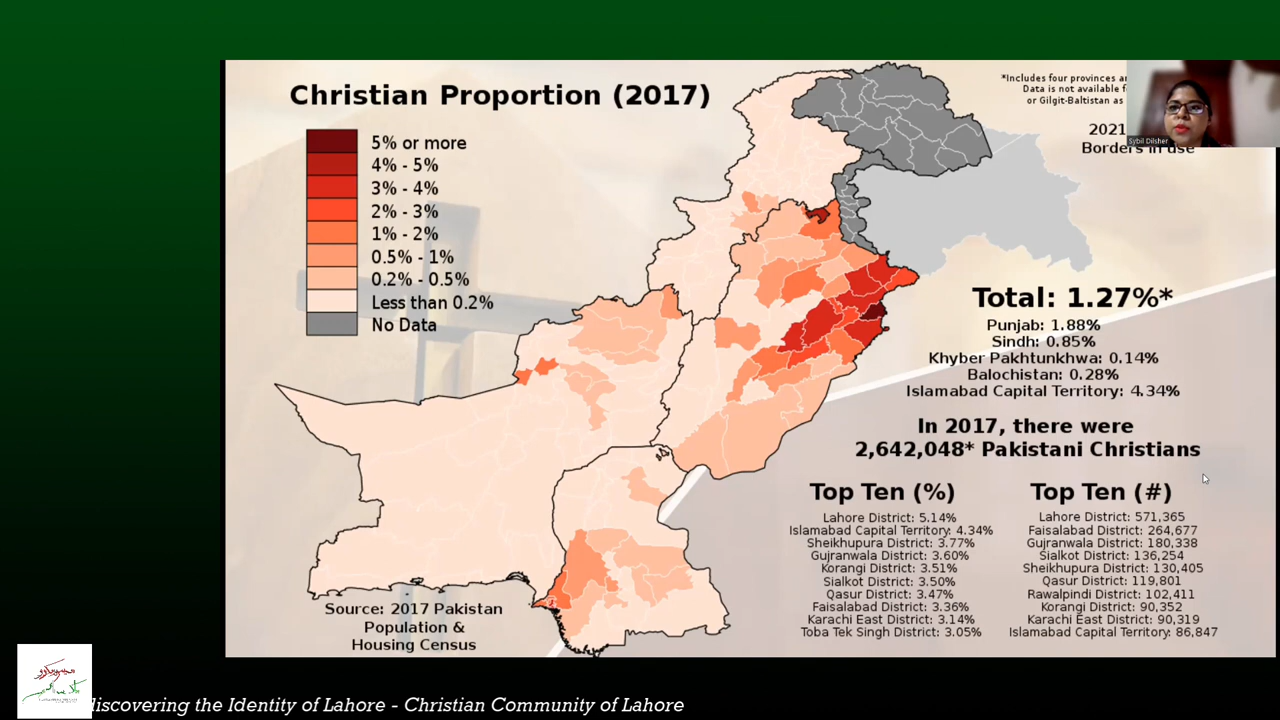 Christian Proportion (2017)
5% or more
4% - 5%
3% - 4%
2% - 3%
1% - 2%
0.5% - 1%
0.2% - 0.5%
Less than 0.2%
No Data
*Includes four provinces
Data is not available
or Gilgit-Baltistan as
2021
Borders in use
Sybil Dilsher
Total: 1.27%*
Punjab: 1.88%
Sindh: 0.85%
Khyber Pakhtunkhwa: 0.14%
Balochistan: 0.28%
Islamabad Capital Territory: 4.34%
In 2017, there were
2,642,048* Pakistani Christians
Top Ten (%)
Lahore District: 5.14%
Islamabad Capital Territory: 4.34%
Sheikhupura District: 3.77%
Gujranwala District: 3.60%
Korangi District: 3.51%
Sialkot District: 3.50%
Qasur District: 3.47%
Faisalabad District: 3.36%
Karachi East District: 3.14%
Toba Tek Singh District: 3.05%
Top Ten (#)
Lahore District: 571,365
Faisalabad District: 264,677
Gujranwala District: 180,338
Sialkot District: 136,254
Sheikhupura District: 130,405
Qasur District: 119,801
Rawalpindi District: 102,411
Korangi District: 90,352
Karachi East District: 90,319
Islamabad Capital Territory: 86,847
Source: 2017 Pakistan
Population &
Housing Census
discovering the Identity of Lahore - Christian Community of Lahore